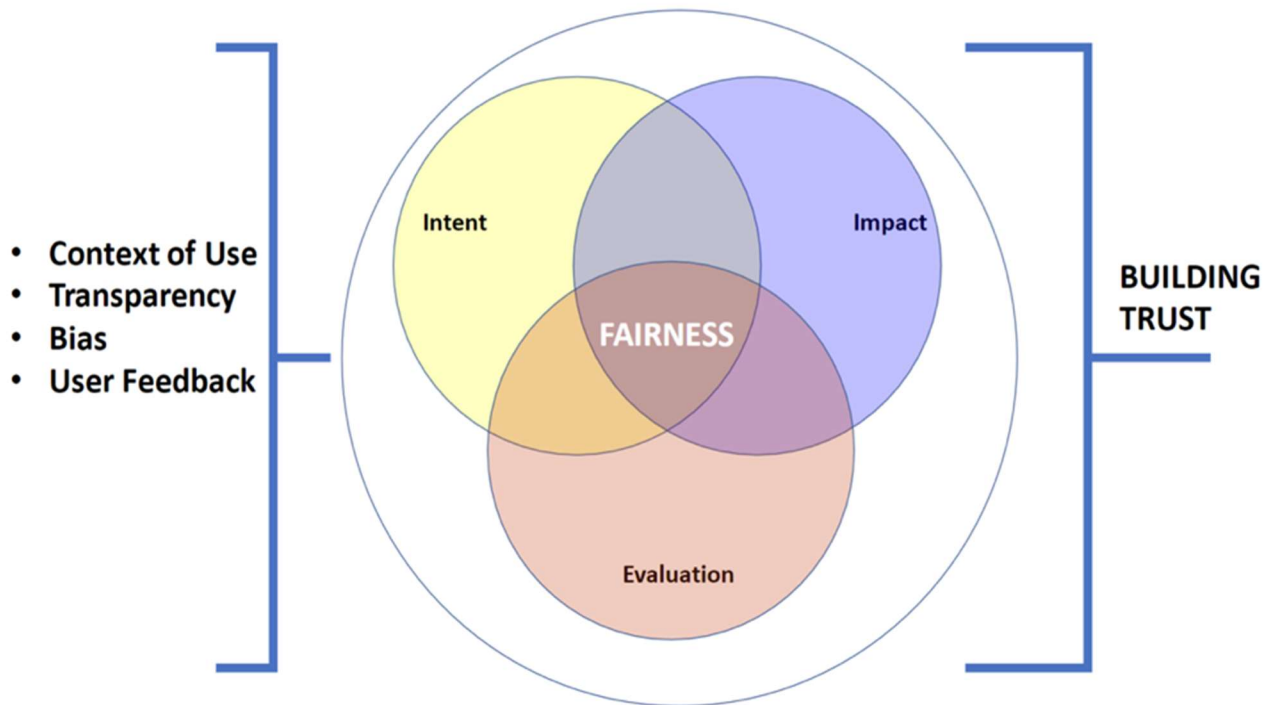 • Context of Use
• Transparency
• Bias
• User Feedback
Intent
Impact
FAIRNESS
Evaluation
BUILDING
TRUST